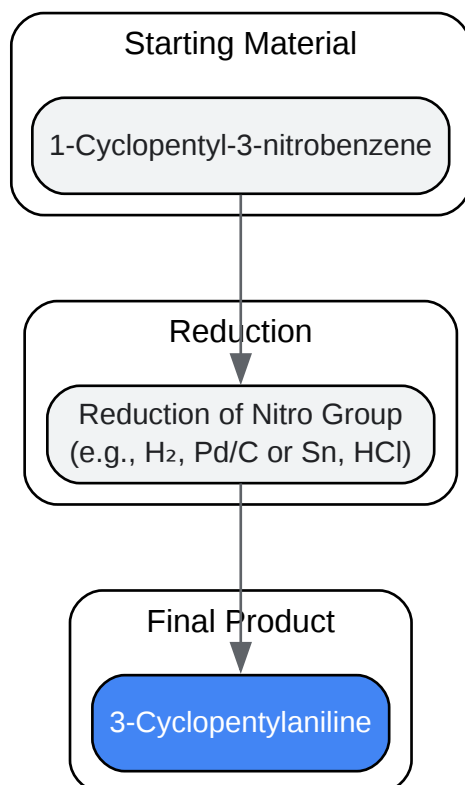 Starting Material
1-Cyclopentyl-3-nitrobenzene
Reduction
Reduction of Nitro Group
(e.g., H₂, Pd/C or Sn, HCl)
Final Product
3-Cyclopentylaniline